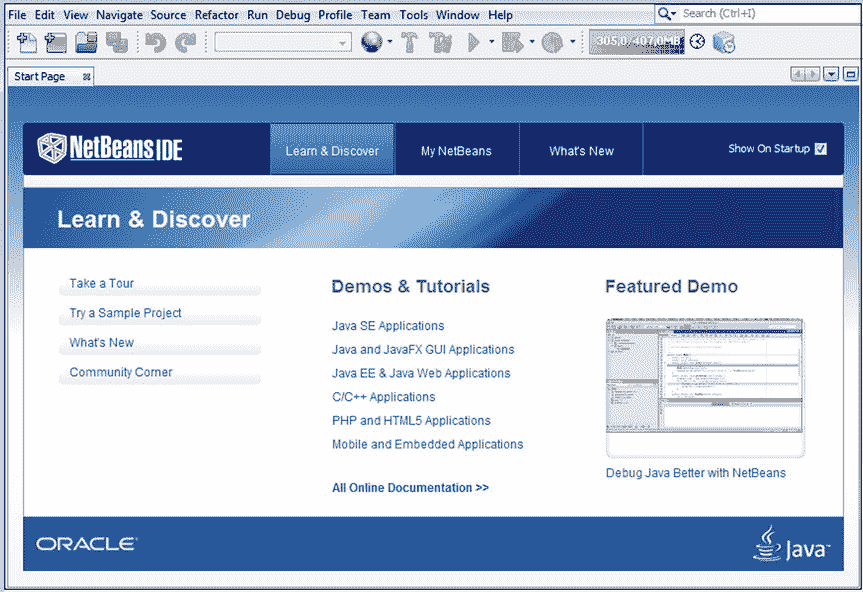 File Edit View Navigate Source Refactor Run Debug Profile Team Tools Window Help
Search (Ctrl+I)
305,0/407,0MB
Start Page
NetBeans IDE
Learn & Discover
My NetBeans
What's New
Show On Startup
Learn & Discover
Take a Tour
Try a Sample Project
What's New
Community Corner
Demos & Tutorials
Java SE Applications
Java and JavaFX GUI Applications
Java EE & Java Web Applications
C/C++ Applications
PHP and HTML5 Applications
Mobile and Embedded Applications
All Online Documentation >>
Featured Demo
Debug Java Better with NetBeans
ORACLE
Java